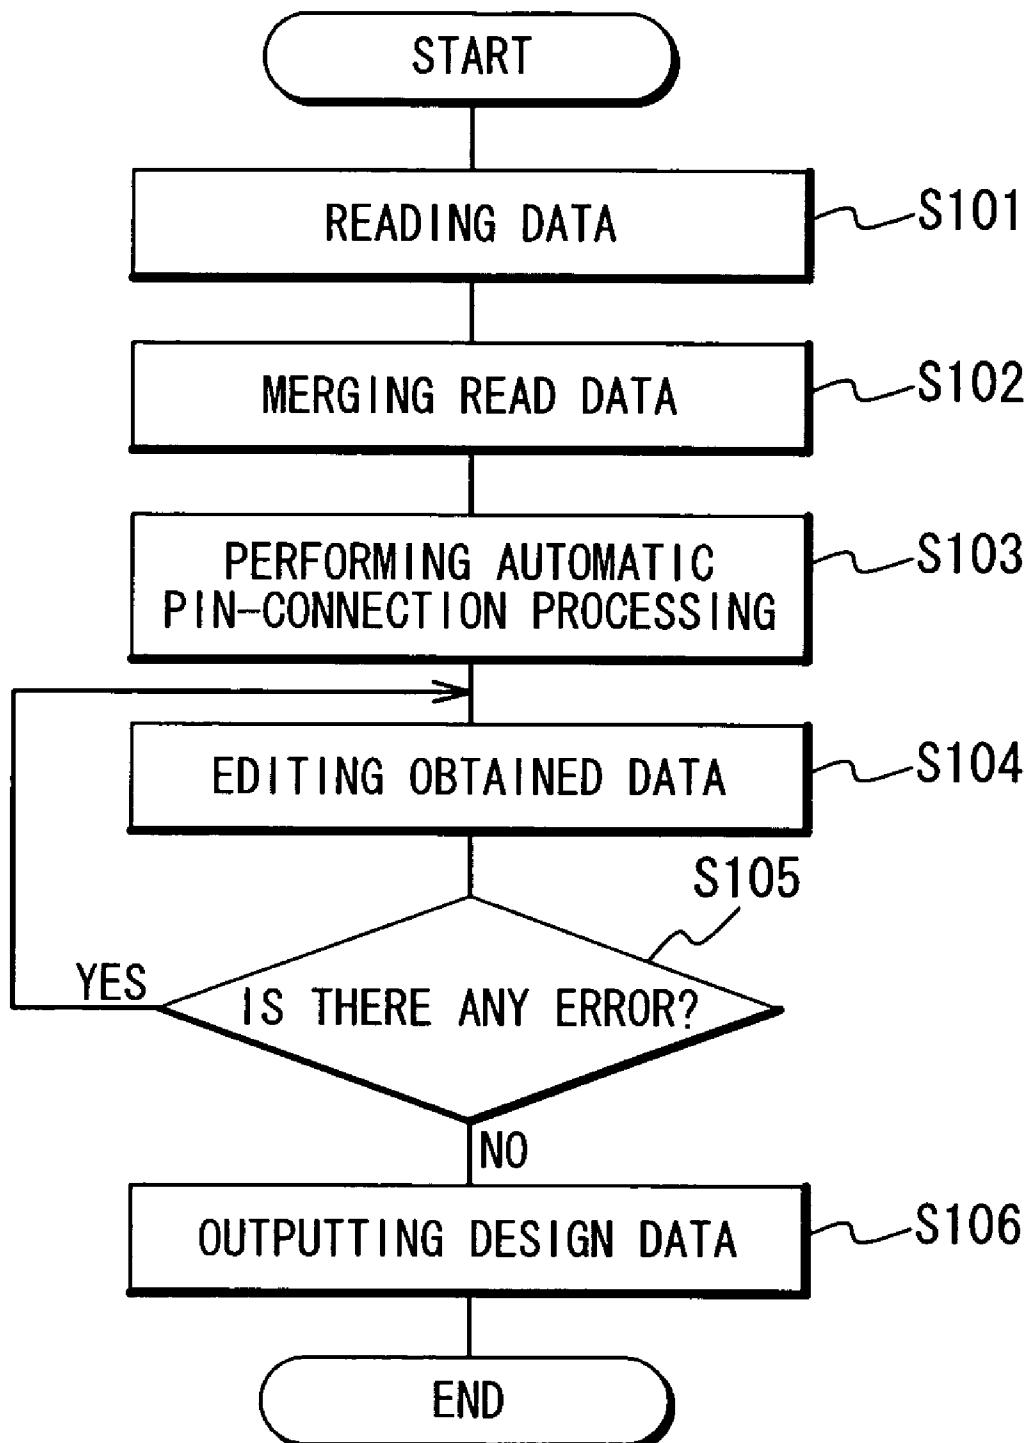 START
READING DATA
S101
MERGING READ DATA
S102
PERFORMING AUTOMATIC
PIN-CONNECTION PROCESSING
S103
EDITING OBTAINED DATA
S104
S105
YES
IS THERE ANY ERROR?
NO
OUTPUTTING DESIGN DATA
S106
END